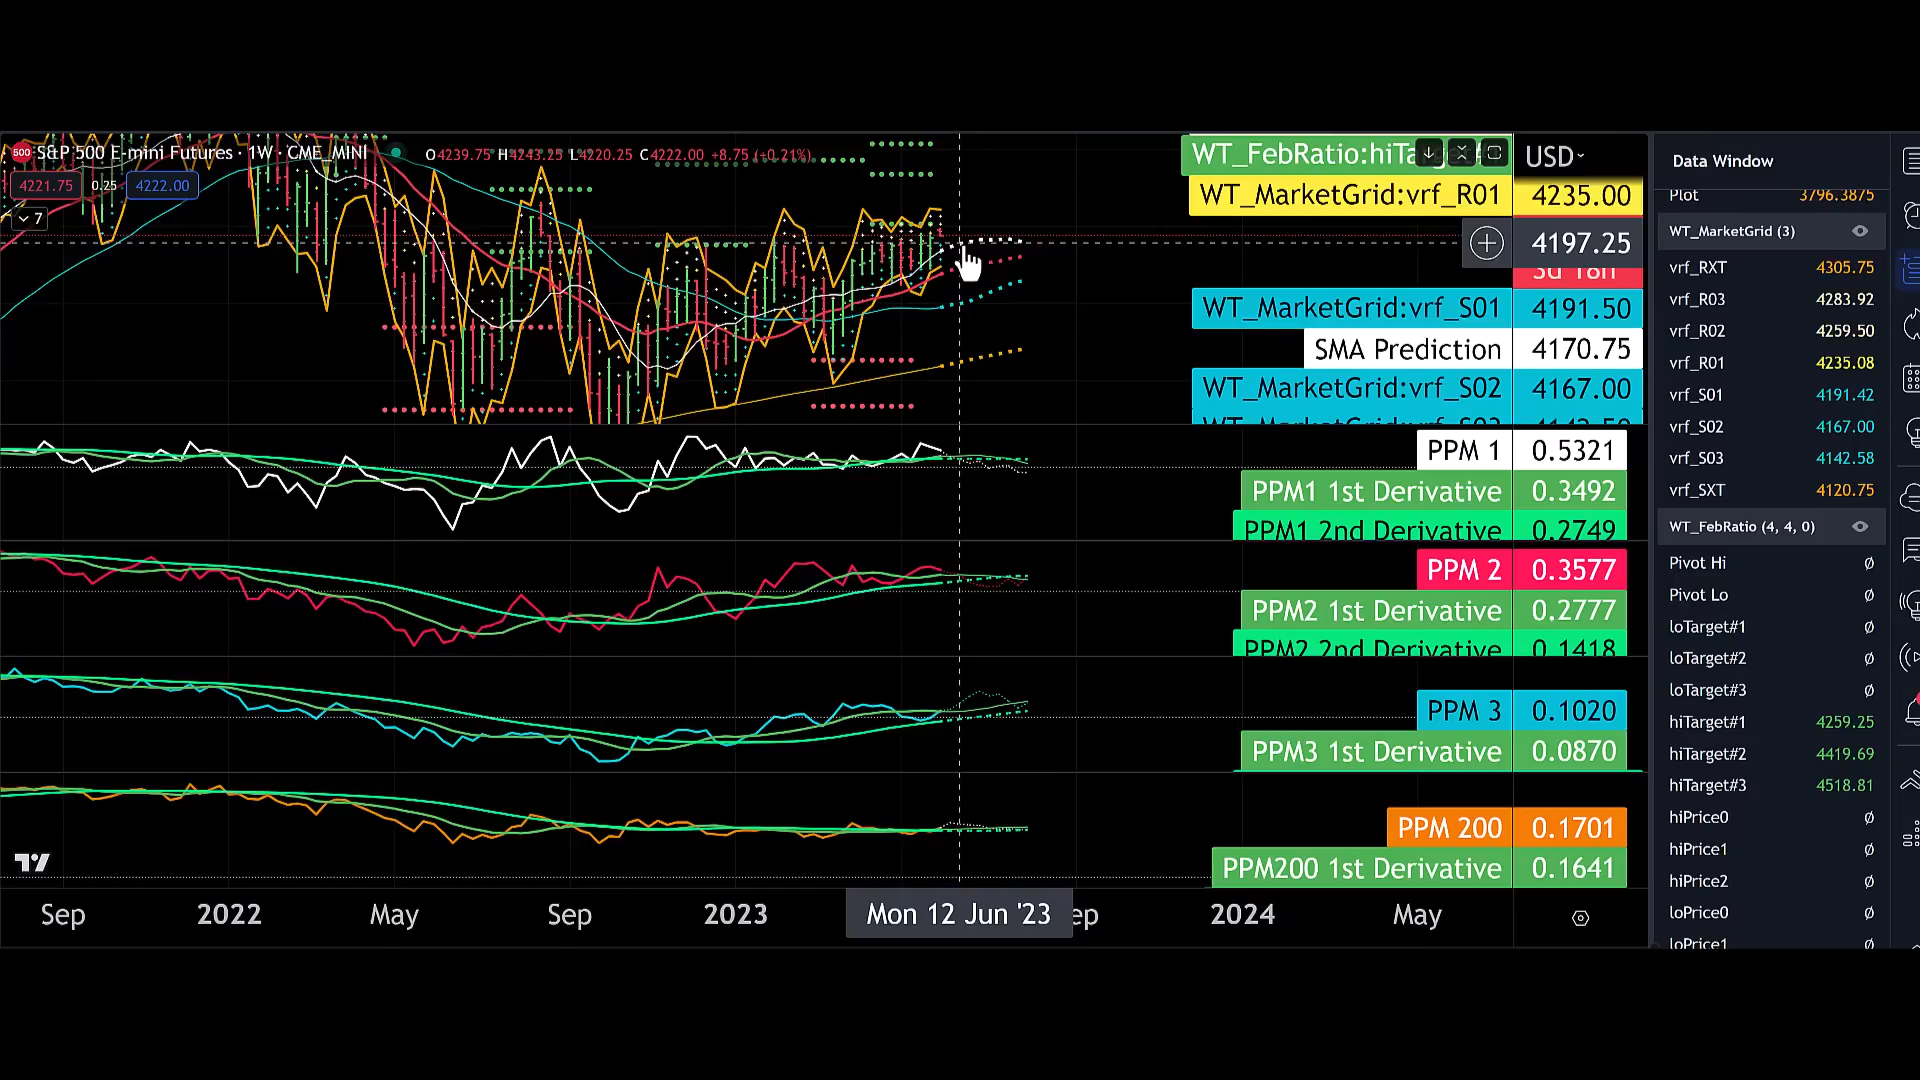 500 S&P 500 E-mini Futures · 1W · CME_MINI O4239.75 H4243.25 L4220.25 C4222.00 +8.75 (+0.21%)
4221.75 0.25 4222.00
7
WT_FebRatio:hiTa
USD
WT_MarketGrid:vrf_R01 4235.00
4197.25
3d 18h
WT_MarketGrid:vrf_S01 4191.50
SMA Prediction 4170.75
WT_MarketGrid:vrf_S02 4167.00
PPM 1 0.5321
PPM1 1st Derivative 0.3492
PPM1 2nd Derivative 0.2749
PPM 2 0.3577
PPM2 1st Derivative 0.2777
PPM2 2nd Derivative 0.1418
PPM 3 0.1020
PPM3 1st Derivative 0.0870
PPM 200 0.1701
PPM200 1st Derivative 0.1641
Sep 2022 May Sep 2023 Mon 12 Jun '23 ep 2024 May
Data Window
Plot 3796.3875
WT_MarketGrid (3)
vrf_RXT 4305.75
vrf_R03 4283.92
vrf_R02 4259.50
vrf_R01 4235.08
vrf_S01 4191.42
vrf_S02 4167.00
vrf_S03 4142.58
vrf_SXT 4120.75
WT_FebRatio (4, 4, 0)
Pivot Hi ∅
Pivot Lo ∅
loTarget#1 ∅
loTarget#2 ∅
loTarget#3 ∅
hiTarget#1 4259.25
hiTarget#2 4419.69
hiTarget#3 4518.81
hiPrice0 ∅
hiPrice1 ∅
hiPrice2 ∅
loPrice0 ∅
loPrice1 ∅